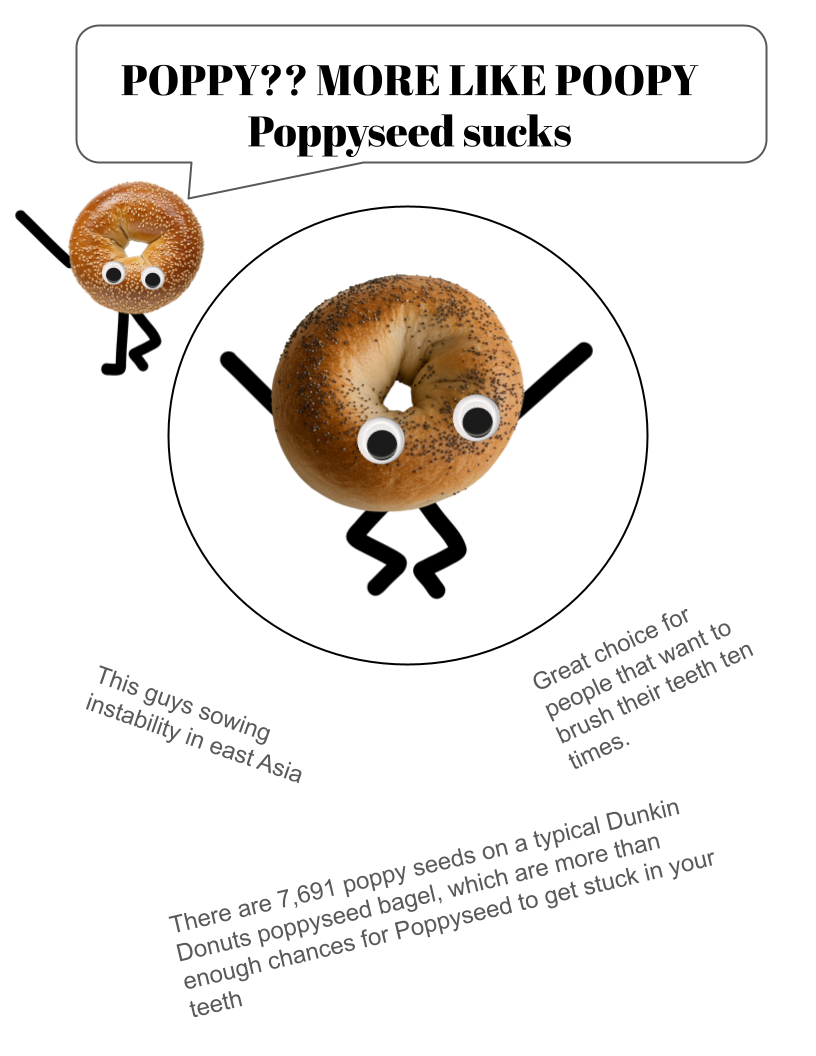 POPPY?? MORE LIKE POOPY
Poppyseed sucks
This guys sowing
instability in east Asia
Great choice for
people that want to
brush their teeth ten
times.
There are 7,691 poppy seeds on a typical Dunkin
Donuts poppyseed bagel, which are more than
enough chances for Poppyseed to get stuck in your
teeth